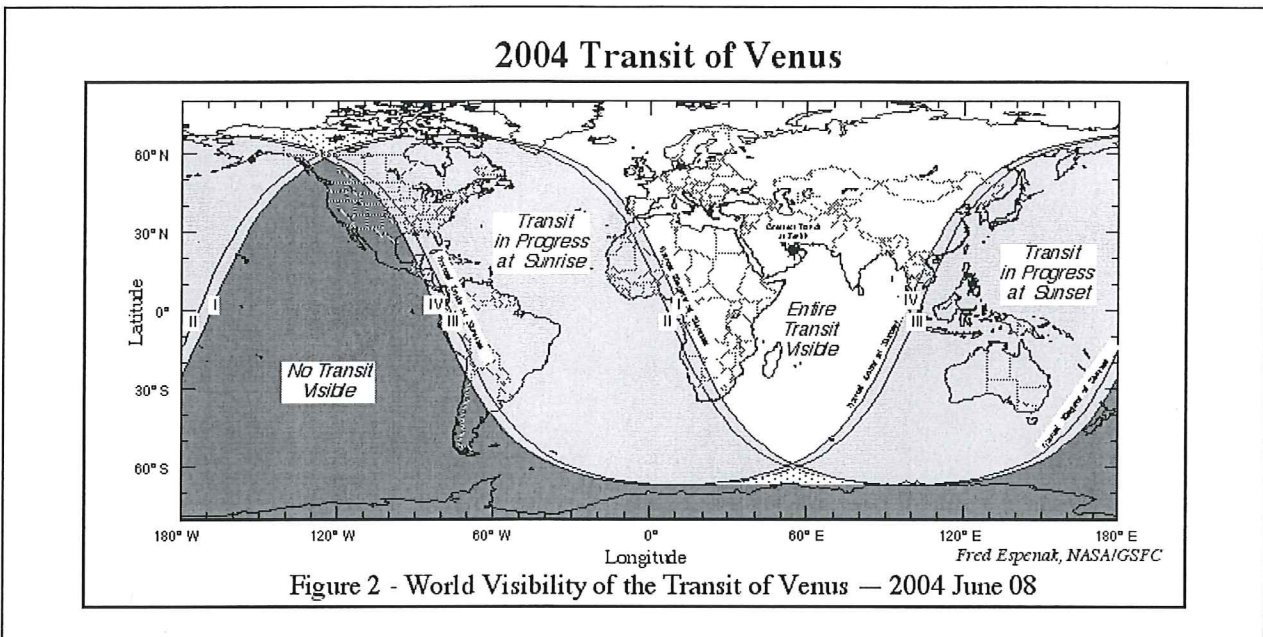 2004 Transit of Venus
60° N
30° N
0°
30° S
60° S
Latitude
Transit
in Progress
at Sunrise
Transit
in Progress
at Sunset
Entire
Transit
Visible
No Transit
Visible
II
I
IV
III
I
II
IV
III
180° W
120° W
60° W
0°
60° E
120° E
180° E
Longitude
Fred Espenak, NASA/GSFC
Figure 2 - World Visibility of the Transit of Venus — 2004 June 08